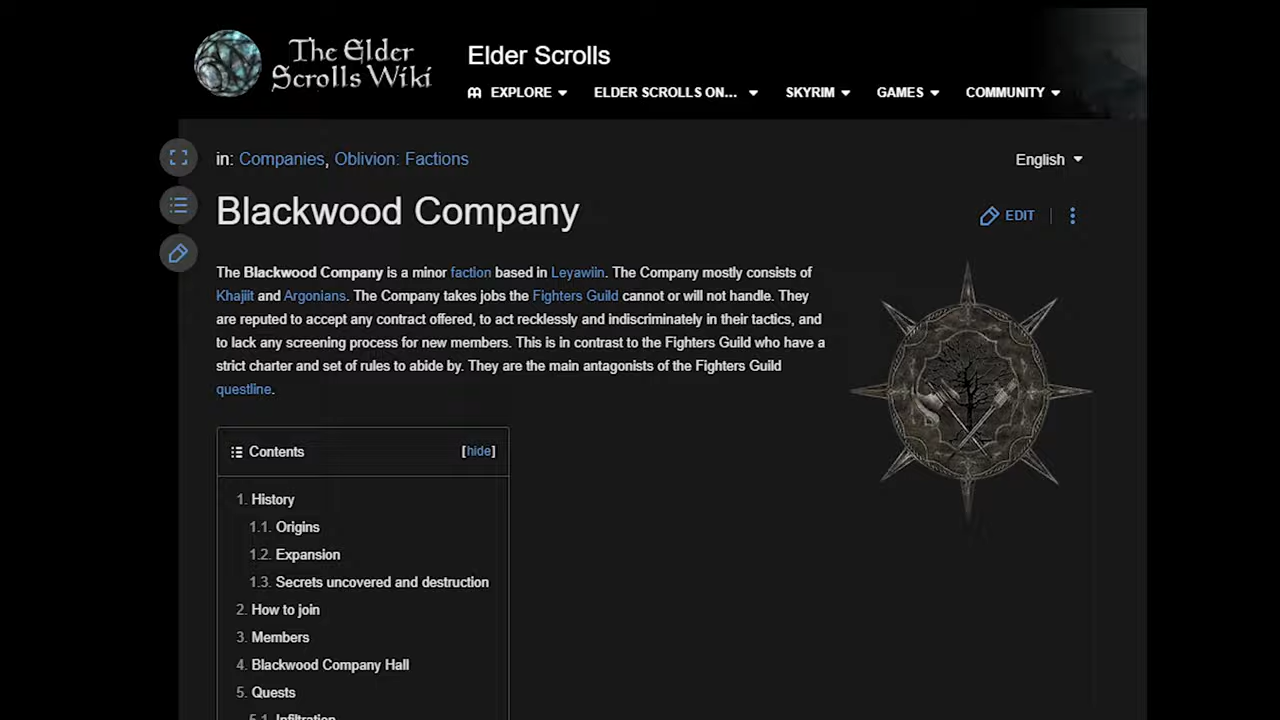 The Elder
Scrolls Wiki
Elder Scrolls
EXPLORE
ELDER SCROLLS ON...
SKYRIM
GAMES
COMMUNITY
in: Companies, Oblivion: Factions
English
Blackwood Company
EDIT
The Blackwood Company is a minor faction based in Leyawiin. The Company mostly consists of
Khajiit and Argonians. The Company takes jobs the Fighters Guild cannot or will not handle. They
are reputed to accept any contract offered, to act recklessly and indiscriminately in their tactics, and
to lack any screening process for new members. This is in contrast to the Fighters Guild who have a
strict charter and set of rules to abide by. They are the main antagonists of the Fighters Guild
questline.
Contents [hide]
1. History
1.1. Origins
1.2. Expansion
1.3. Secrets uncovered and destruction
2. How to join
3. Members
4. Blackwood Company Hall
5. Quests
5.1. Infiltration